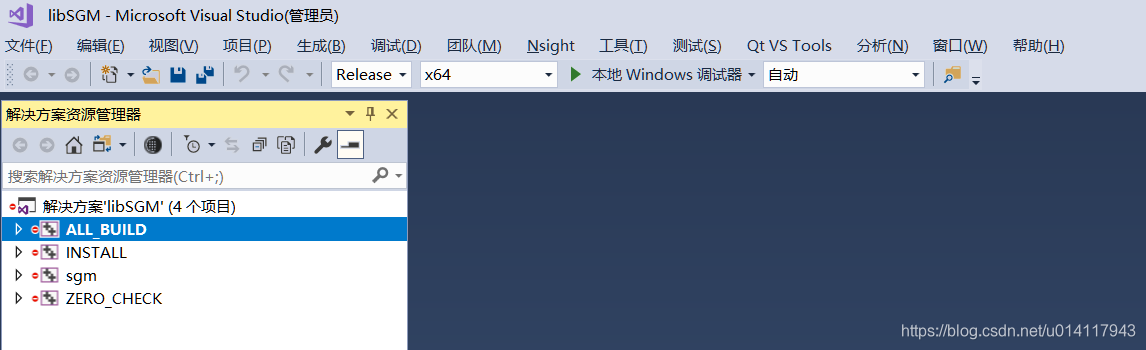 libSGM - Microsoft Visual Studio(管理员)
文件(F) 编辑(E) 视图(V) 项目(P) 生成(B) 调试(D) 团队(M) Nsight 工具(T) 测试(S) Qt VS Tools 分析(N) 窗口(W) 帮助(H)
Release x64 本地 Windows 调试器 自动
解决方案资源管理器
搜索解决方案资源管理器(Ctrl+;)
解决方案'libSGM' (4 个项目)
ALL_BUILD
INSTALL
sgm
ZERO_CHECK
https://blog.csdn.net/u014117943